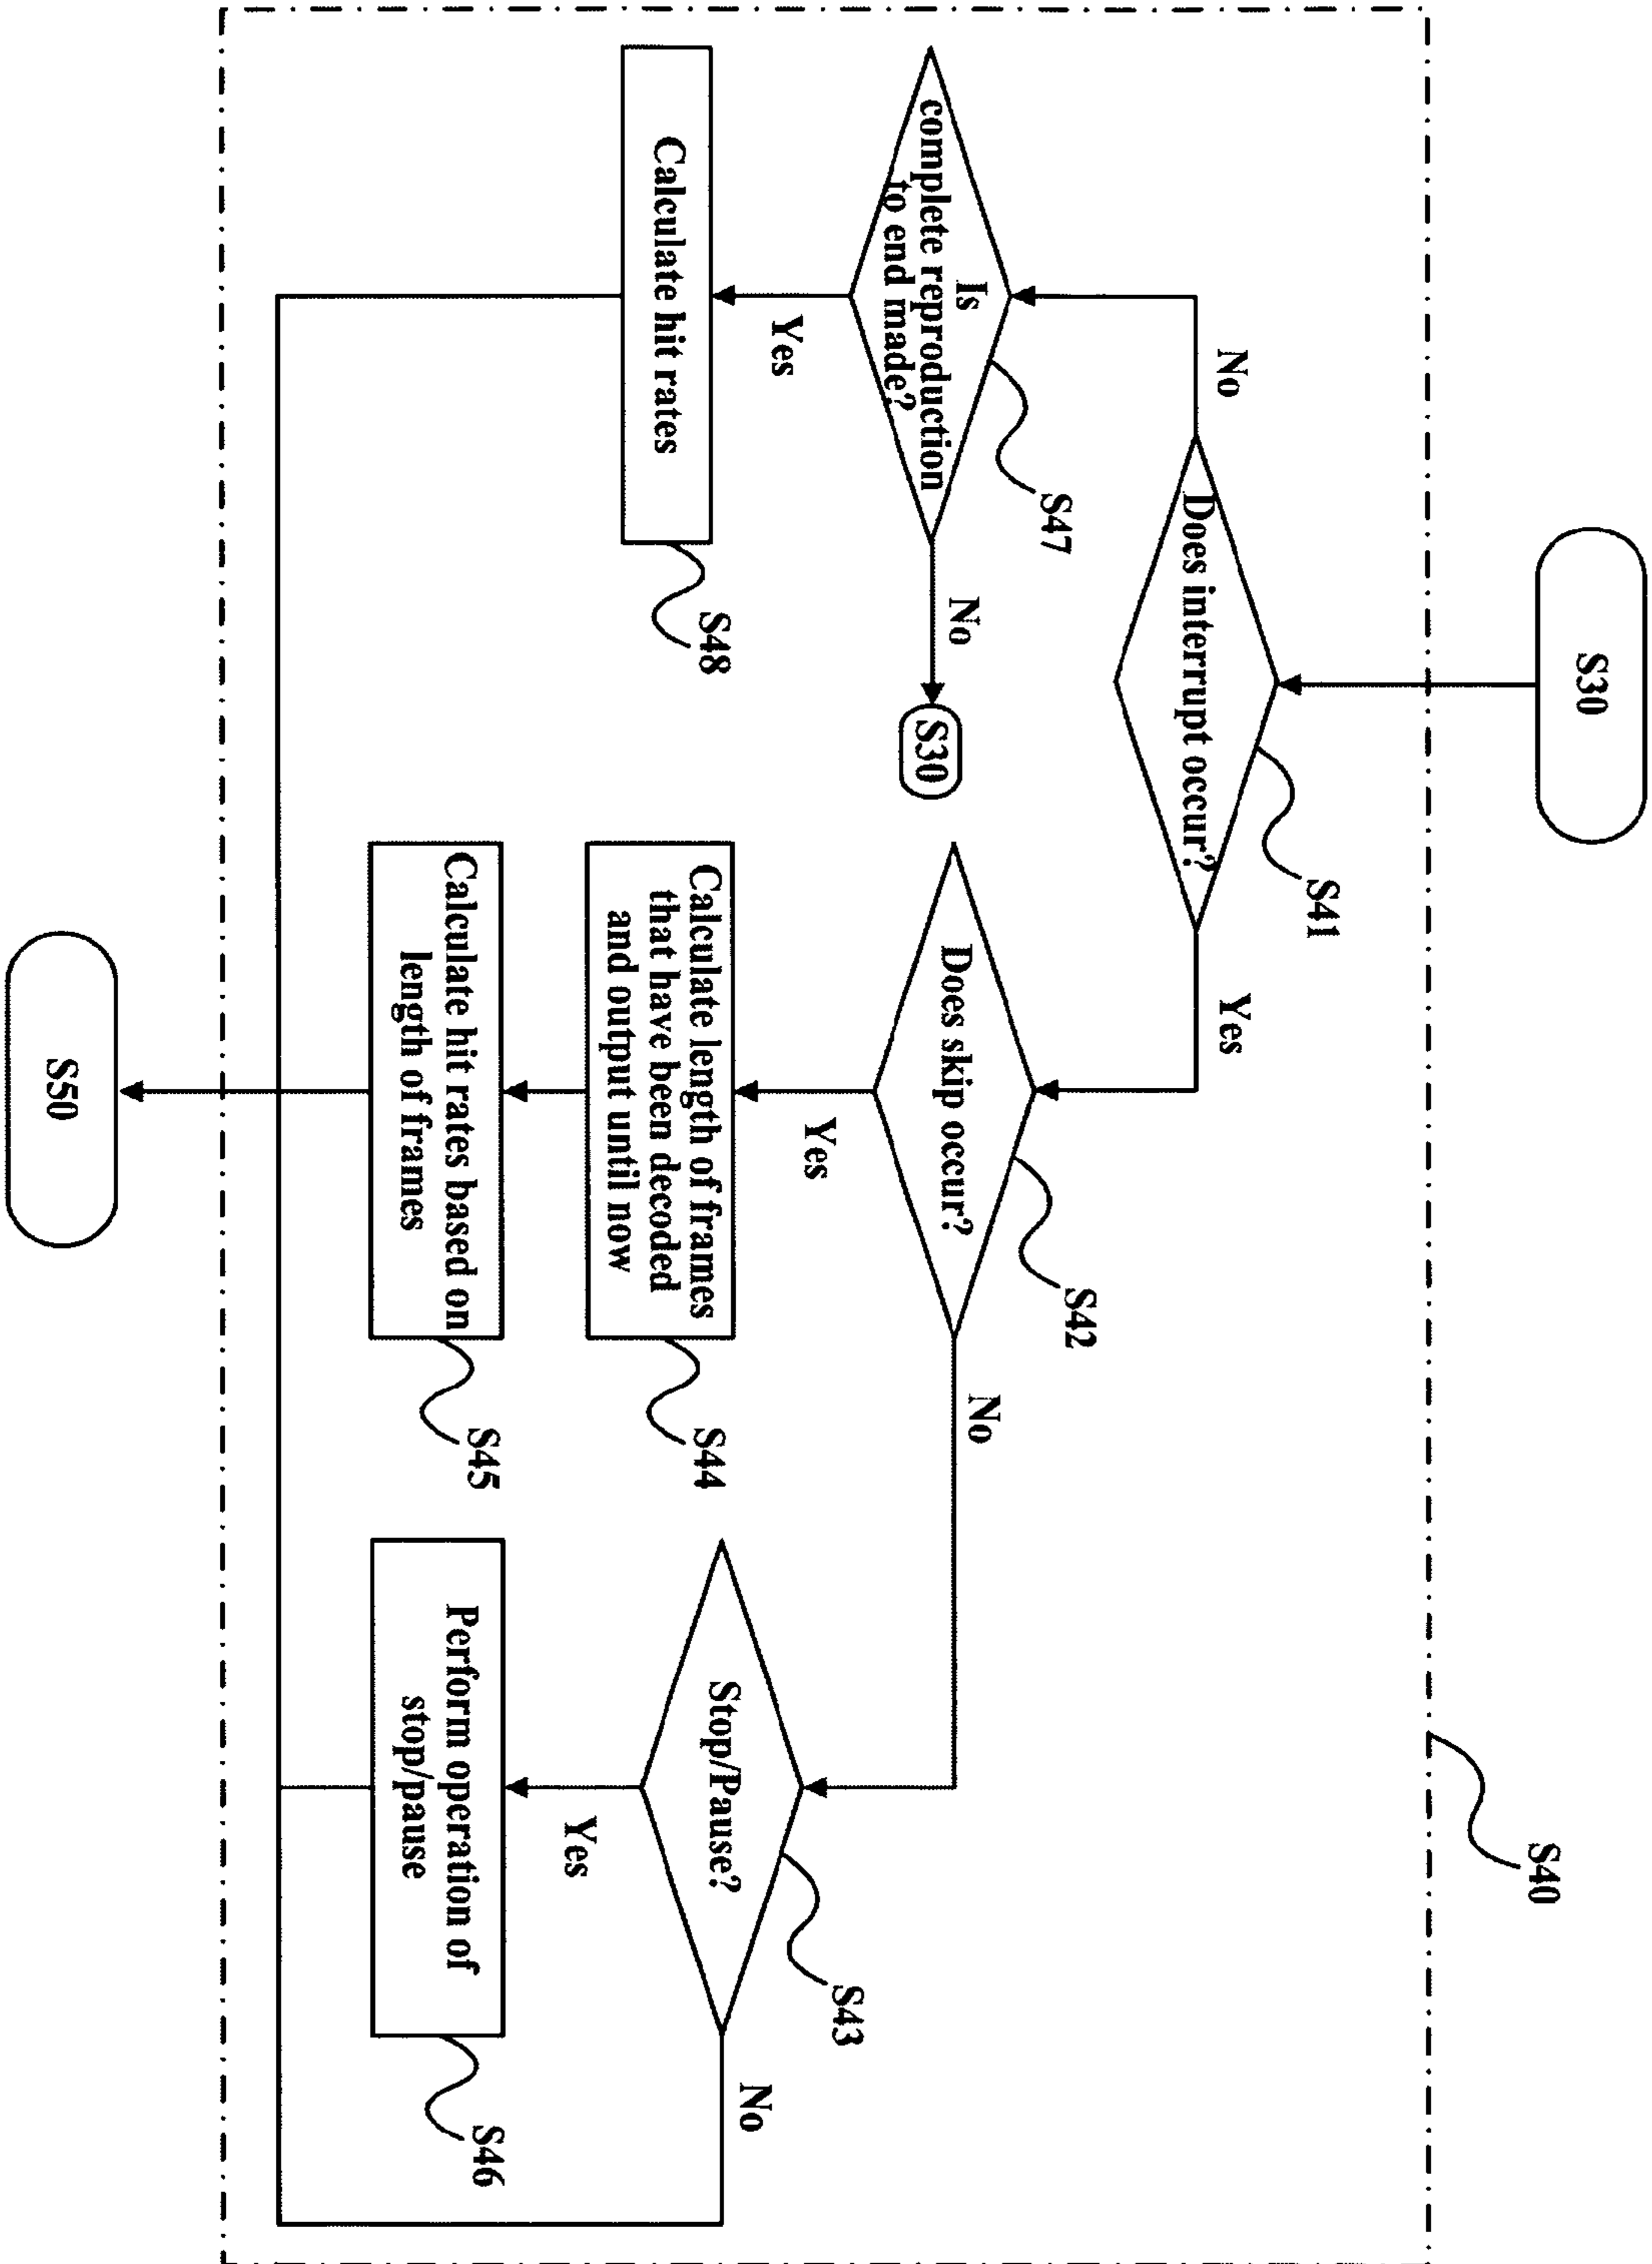 S30
S40
S41
Does interrupt occur?
No
Yes
S47
Is
complete reproduction
to end made?
No
S30
Yes
S42
Does skip occur?
No
Yes
S43
Stop/Pause?
No
Yes
Calculate hit rates
S48
Calculate length of frames
that have been decoded
and output until now
S44
Calculate hit rates based on
length of frames
S45
Perform operation of
stop/pause
S46
S50